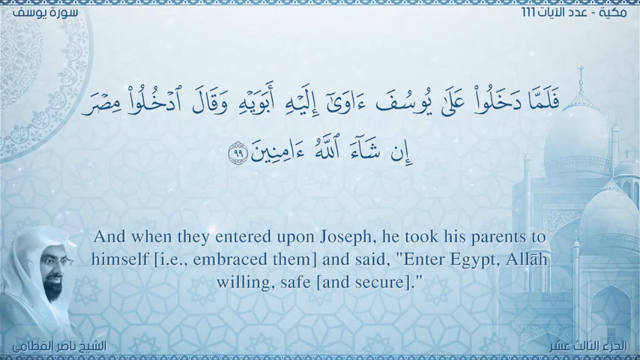 مكية - عدد الآيات 111
سورة يوسف
فَلَمَّا دَخَلُوا۟ عَلَىٰ يُوسُفَ ءَاوَىٰٓ إِلَيْهِ أَبَوَيْهِ وَقَالَ ٱدْخُلُوا۟ مِصْرَ
إِن شَآءَ ٱللَّهُ ءَامِنِينَ ٩٩
And when they entered upon Joseph, he took his parents to
himself [i.e., embraced them] and said, "Enter Egypt, Allāh
willing, safe [and secure]."
الجزء الثالث عشر
الشيخ ناصر القطامي